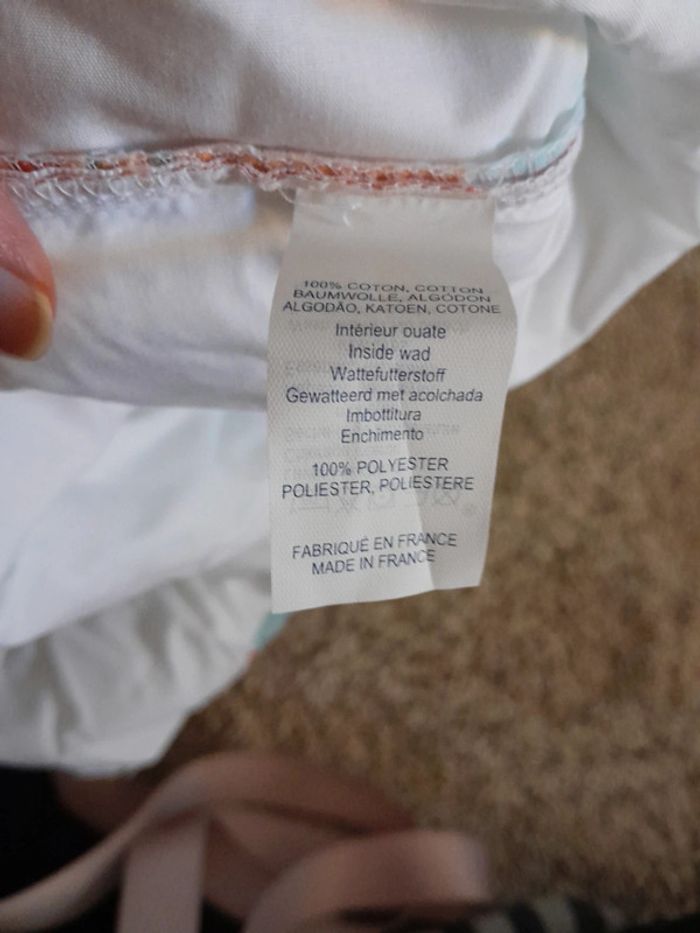 100% COTON, COTTON
BAUMWOLLE, ALGÓDON
ALGODÃO, KATOEN, COTONE
Intérieur ouate
Inside wad
Wattefutterstoff
Gewatteerd met acolchada
Imbottitura
Enchimento
100% POLYESTER
POLIESTER, POLIESTERE
FABRIQUÉ EN FRANCE
MADE IN FRANCE